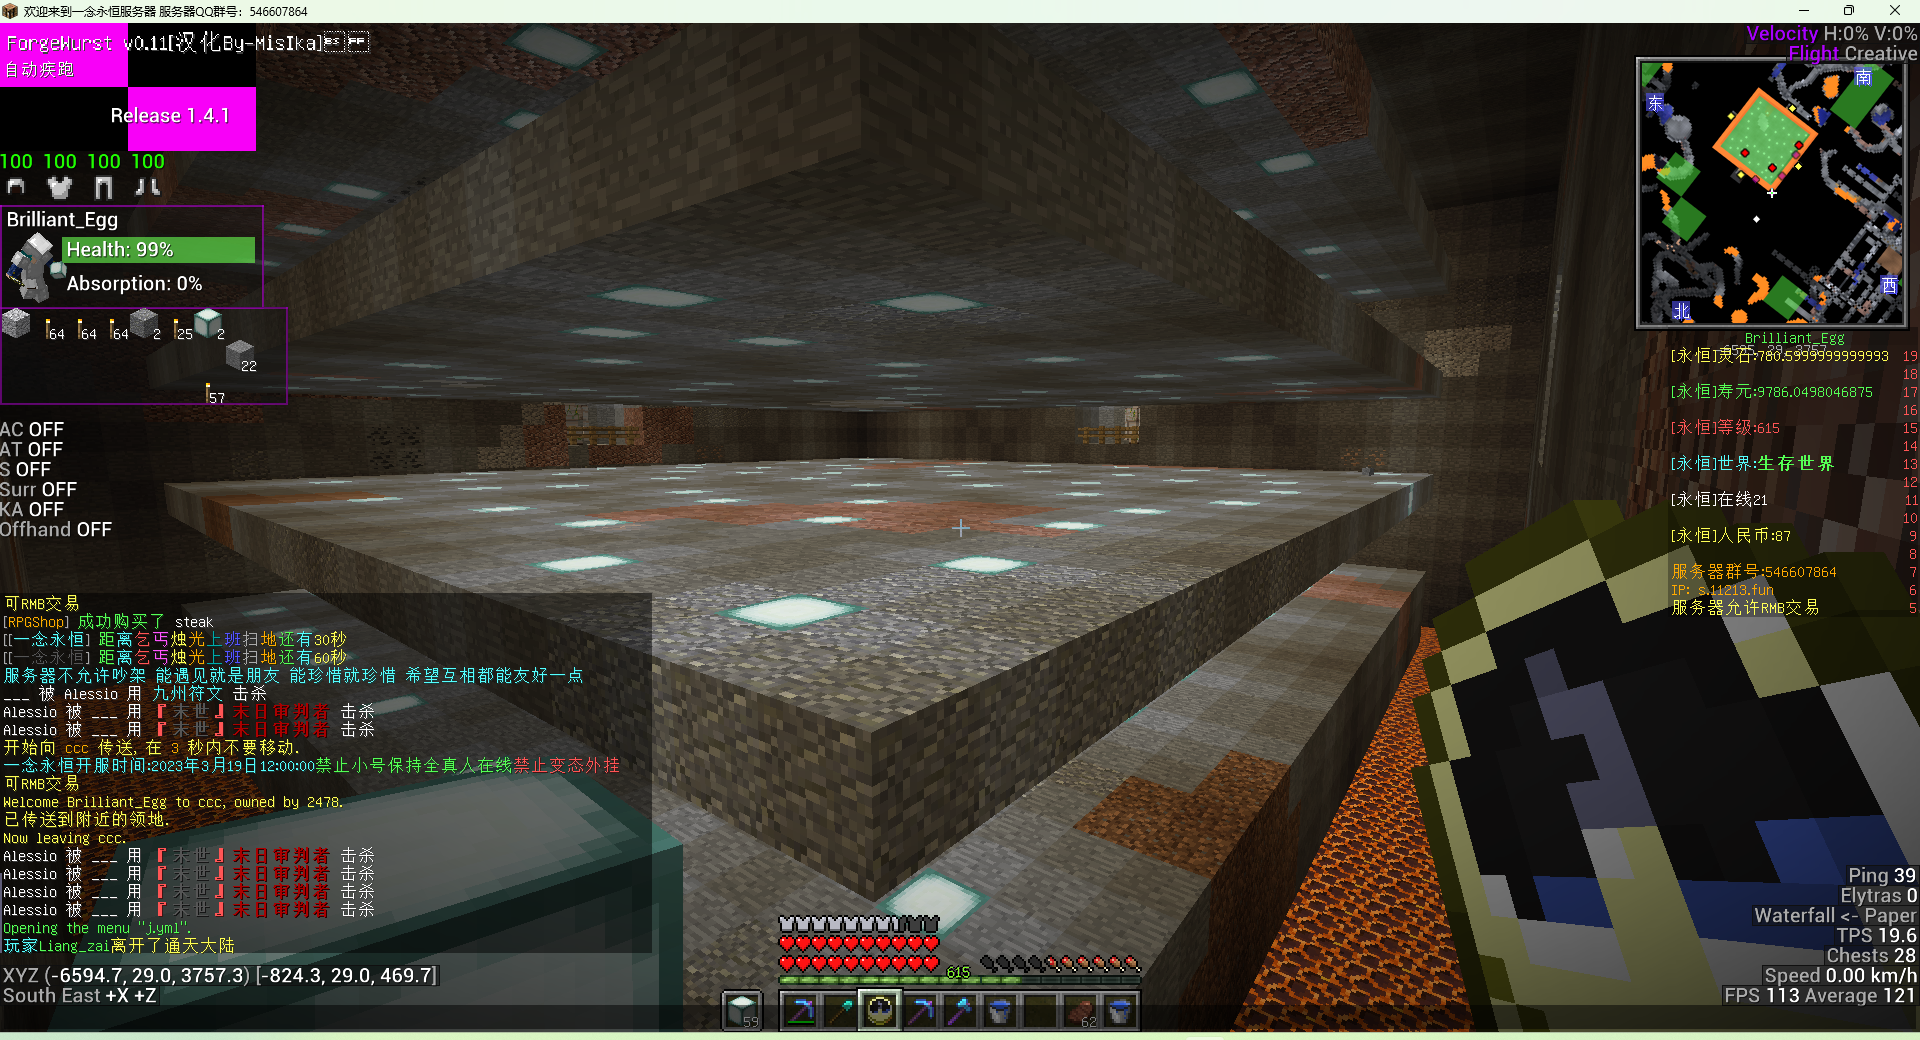 欢迎来到一念永恒服务器 服务器QQ群号：546607864
ForgeWurst v0.11[汉化By-MisIka]
自动疾跑
Release 1.4.1
100 100 100 100
Brilliant_Egg
Health: 99%
Absorption: 0%
64 64 64 2 25 2
22
57
AC OFF
AT OFF
S OFF
Surr OFF
KA OFF
Offhand OFF
可RMB交易
[RPGShop] 成功购买了 steak
[[一念永恒] 距离乞丐烛光上班扫地还有30秒
[[一念永恒] 距离乞丐烛光上班扫地还有60秒
服务器不允许吵架 能遇见就是朋友 能珍惜就珍惜 希望互相都能友好一点
___ 被 Alessio 用 九州符文 击杀
Alessio 被 ___ 用 『末世』末日审判者 击杀
Alessio 被 ___ 用 『末世』末日审判者 击杀
开始向 ccc 传送, 在 3 秒内不要移动.
一念永恒开服时间:2023年3月19日12:00:00禁止小号保持全真人在线禁止变态外挂
可RMB交易
Welcome Brilliant_Egg to ccc, owned by 2478.
已传送到附近的领地.
Now leaving ccc.
Alessio 被 ___ 用 『末世』末日审判者 击杀
Alessio 被 ___ 用 『末世』末日审判者 击杀
Alessio 被 ___ 用 『末世』末日审判者 击杀
Alessio 被 ___ 用 『末世』末日审判者 击杀
Opening the menu "j.yml".
玩家Liang_zai离开了通天大陆
XYZ (-6594.7, 29.0, 3757.3) [-824.3, 29.0, 469.7]
South East +X +Z
615
59
62
Velocity H:0% V:0%
Flight Creative
南
东
西
北
Brilliant_Egg
[永恒]灵石:780.5999999999993 19
18
[永恒]寿元:9786.0498046875 17
16
[永恒]等级:615 15
14
[永恒]世界:生存世界 13
12
[永恒]在线21 11
10
[永恒]人民币:87 9
8
服务器群号:546607864 7
IP: s.11213.fun 6
服务器允许RMB交易 5
Ping 39
Elytras 0
Waterfall <- Paper
TPS 19.6
Chests 28
Speed 0.00 km/h
FPS 113 Average 121